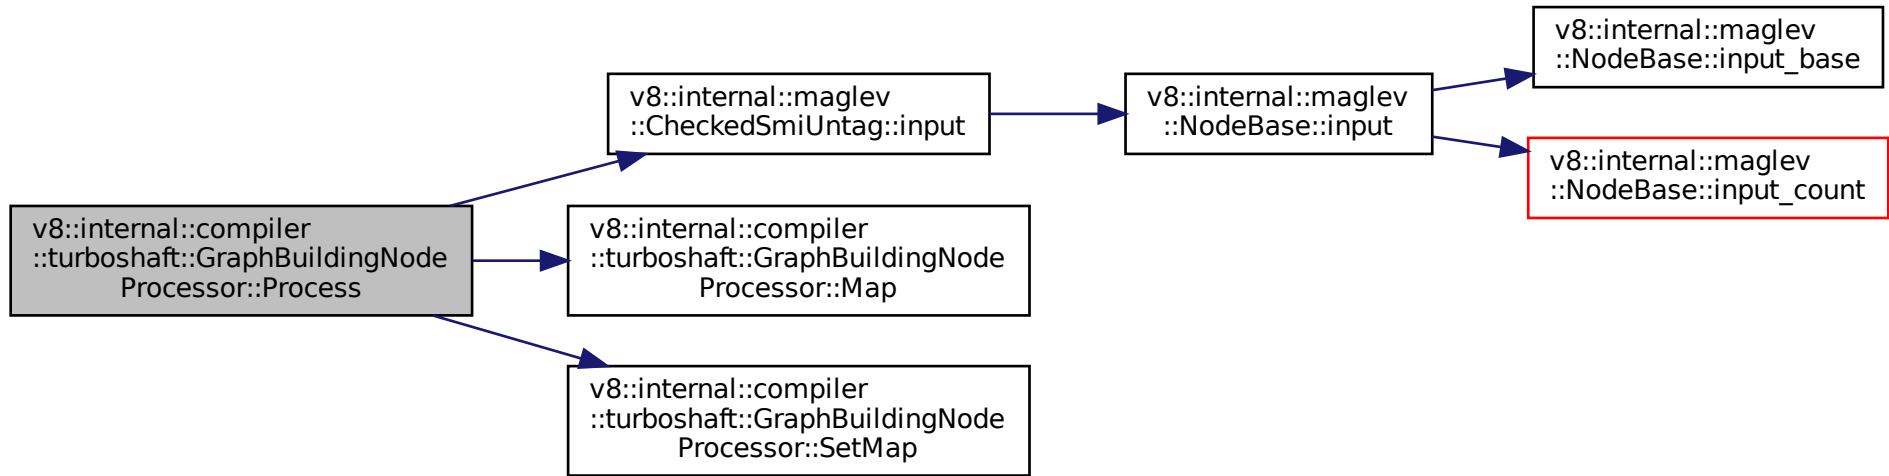 v8::internal::compiler
::turboshaft::GraphBuildingNode
Processor::Process
v8::internal::maglev
::CheckedSmiUntag::input
v8::internal::maglev
::NodeBase::input
v8::internal::maglev
::NodeBase::input_base
v8::internal::maglev
::NodeBase::input_count
v8::internal::compiler
::turboshaft::GraphBuildingNode
Processor::Map
v8::internal::compiler
::turboshaft::GraphBuildingNode
Processor::SetMap